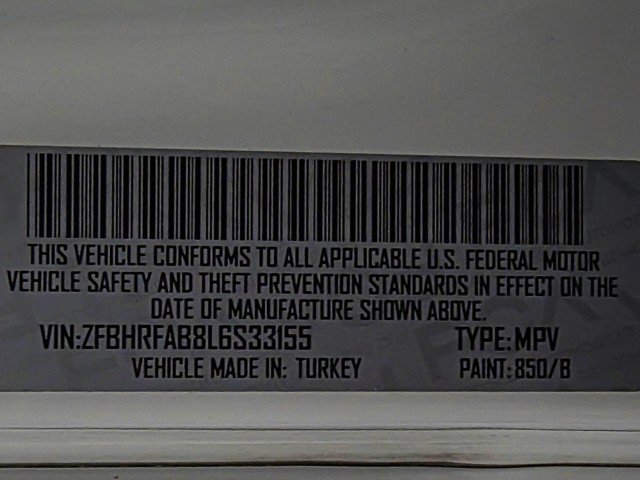 THIS VEHICLE CONFORMS TO ALL APPLICABLE U.S. FEDERAL MOTOR
VEHICLE SAFETY AND THEFT PREVENTION STANDARDS IN EFFECT ON THE
DATE OF MANUFACTURE SHOWN ABOVE.
VIN:ZFBHRFAB8L6S33155 TYPE:MPV
VEHICLE MADE IN: TURKEY PAINT:850/B